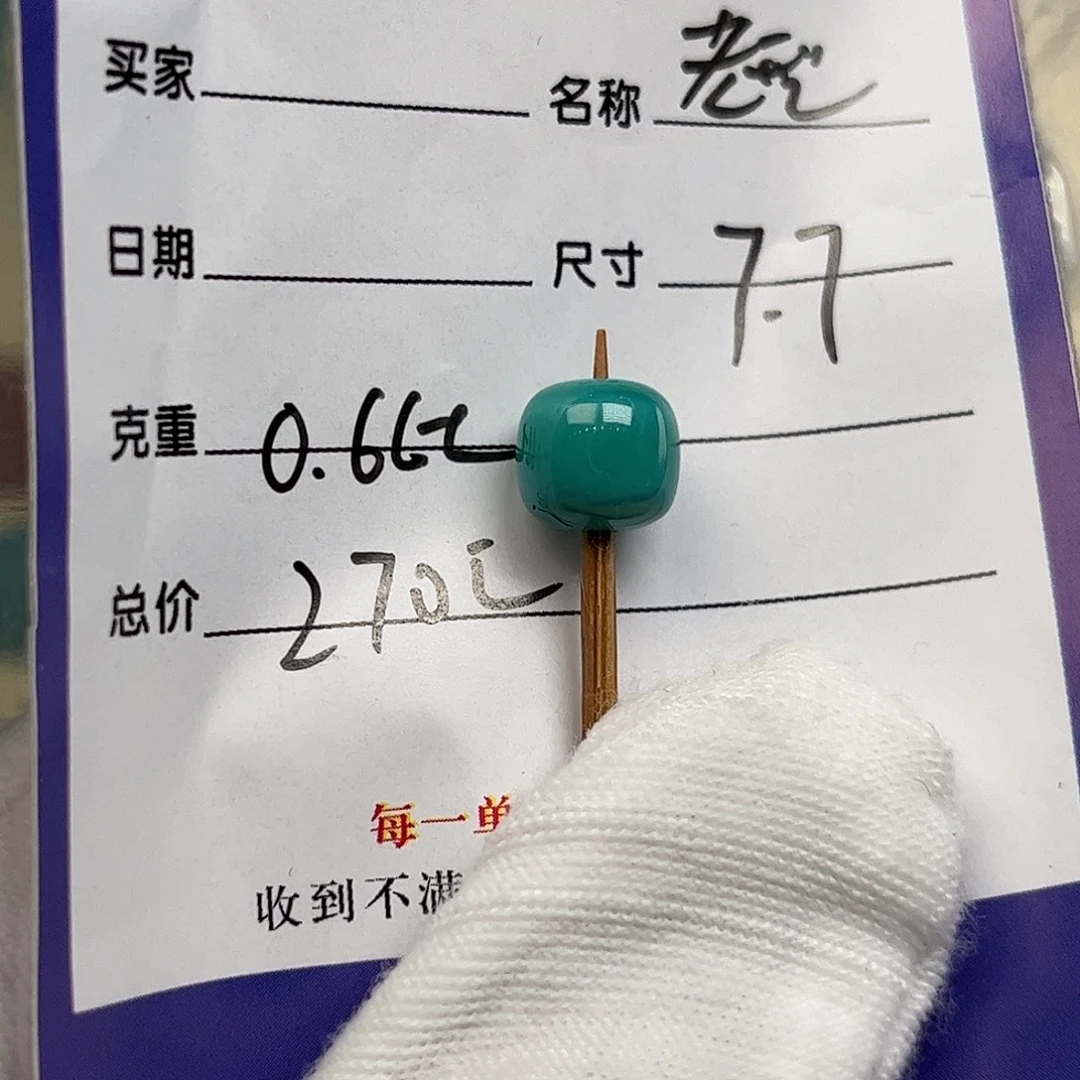 买家 名称 老型
日期 尺寸 7.7
克重 0.66
总价 270
每一单
收到不满